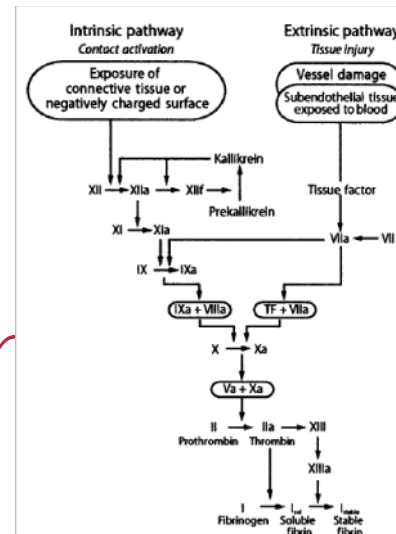 Intrinsic pathway Extrinsic pathway
Contact activation Tissue injury
Exposure of
connective tissue or
negatively charged surface
Vessel damage
Subendothelial tissue
exposed to blood
Kallikrein
XII XIIa XIIf
Prekallikrein
Tissue factor
XI XIa
VIIa VII
IX IXa
IXa + VIIIa TF + VIIa
X Xa
Va + Xa
II IIa XIII
Prothrombin Thrombin
XIIIa
I I sol I stable
Fibrinogen Soluble Stable
fibrin fibrin